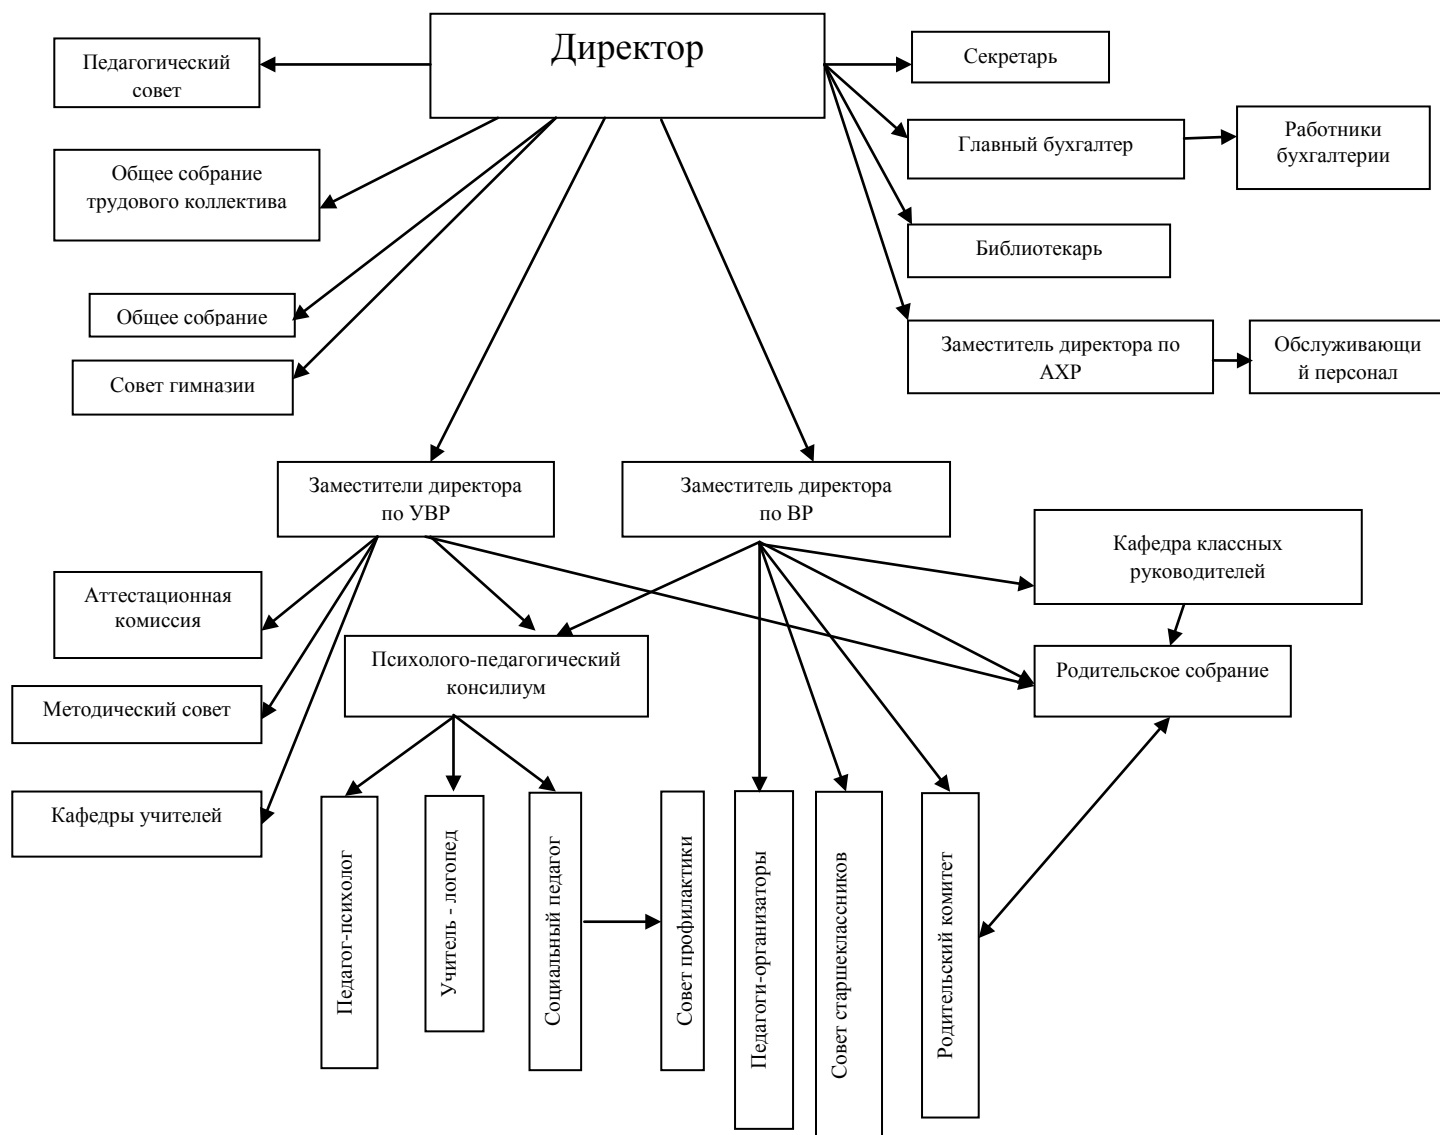 Директор
Педагогический
совет
Секретарь
Главный бухгалтер
Работники
бухгалтерии
Общее собрание
трудового коллектива
Библиотекарь
Общее собрание
Заместитель директора по
АХР
Обслуживающи
й персонал
Совет гимназии
Заместители директора
по УВР
Заместитель директора
по ВР
Кафедра классных
руководителей
Аттестационная
комиссия
Психолого-педагогический
консилиум
Родительское собрание
Методический совет
Кафедры учителей
Педагог-психолог
Учитель - логопед
Социальный педагог
Совет профилактики
Педагоги-организаторы
Совет старшеклассников
Родительский комитет